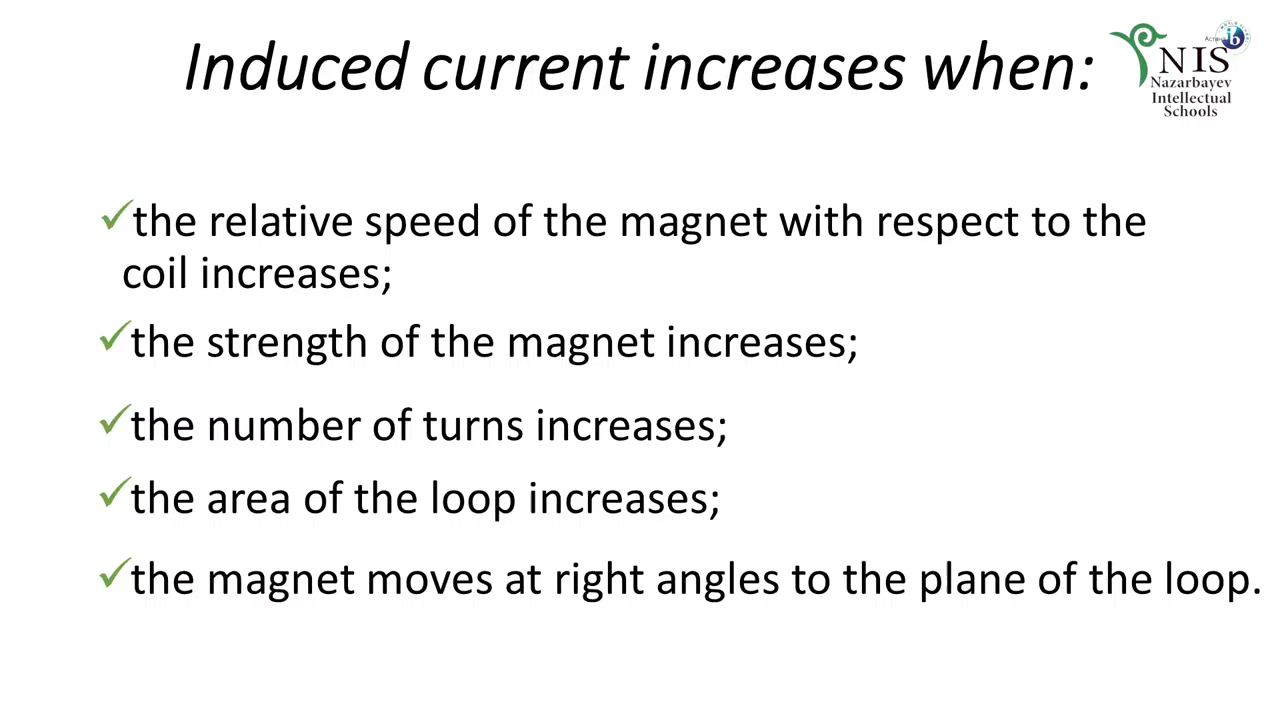 Induced current increases when:
NIS
Nazarbayev
Intellectual
Schools
ib
✓the relative speed of the magnet with respect to the
coil increases;
✓the strength of the magnet increases;
✓the number of turns increases;
✓the area of the loop increases;
✓the magnet moves at right angles to the plane of the loop.